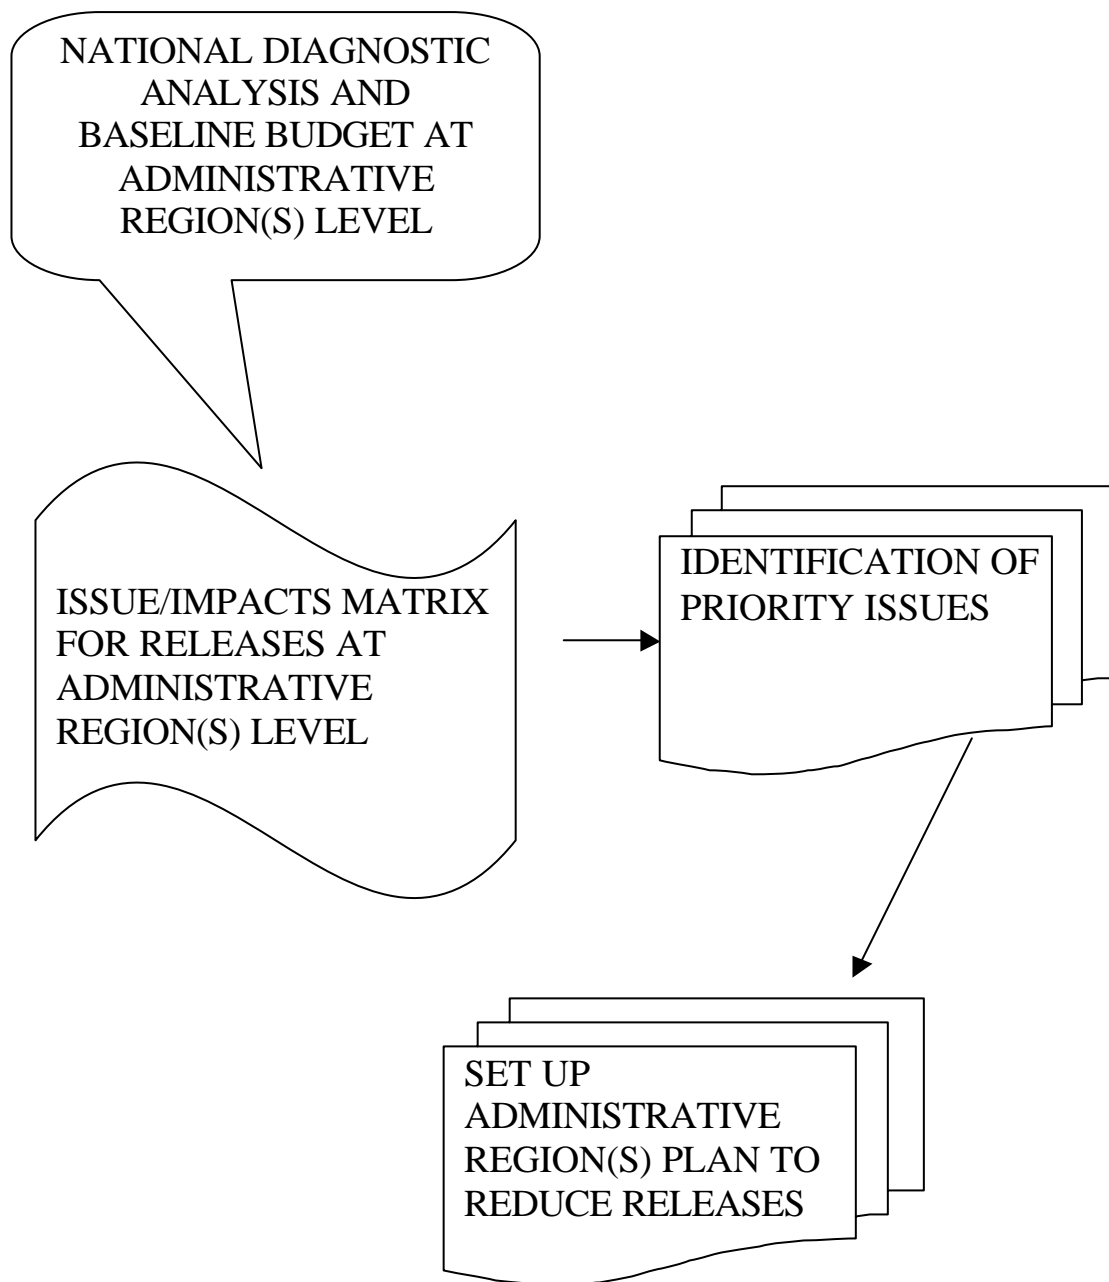 NATIONAL DIAGNOSTIC
ANALYSIS AND
BASELINE BUDGET AT
ADMINISTRATIVE
REGION(S) LEVEL
ISSUE/IMPACTS MATRIX
FOR RELEASES AT
ADMINISTRATIVE
REGION(S) LEVEL
IDENTIFICATION OF
PRIORITY ISSUES
SET UP
ADMINISTRATIVE
REGION(S) PLAN TO
REDUCE RELEASES